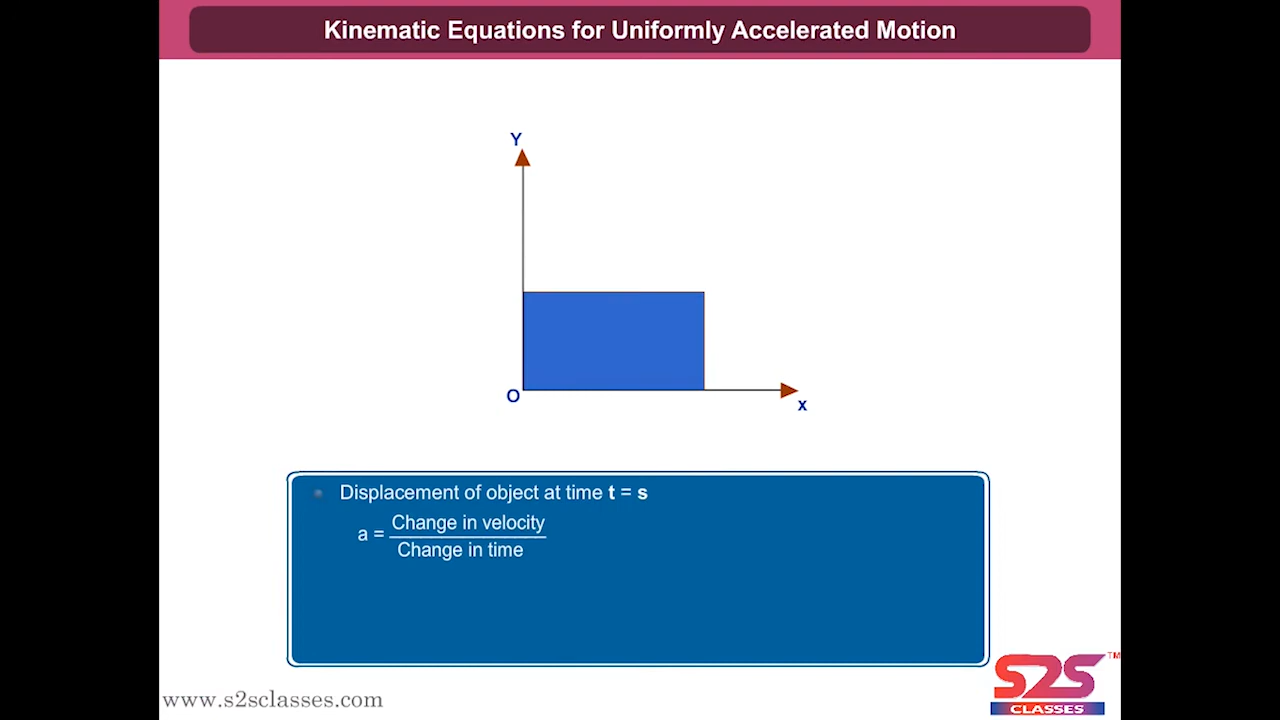 Kinematic Equations for Uniformly Accelerated Motion
Y
O
x
Displacement of object at time t = s
a = Change in velocity
Change in time
www.s2sclasses.com
S2S TM
CLASSES